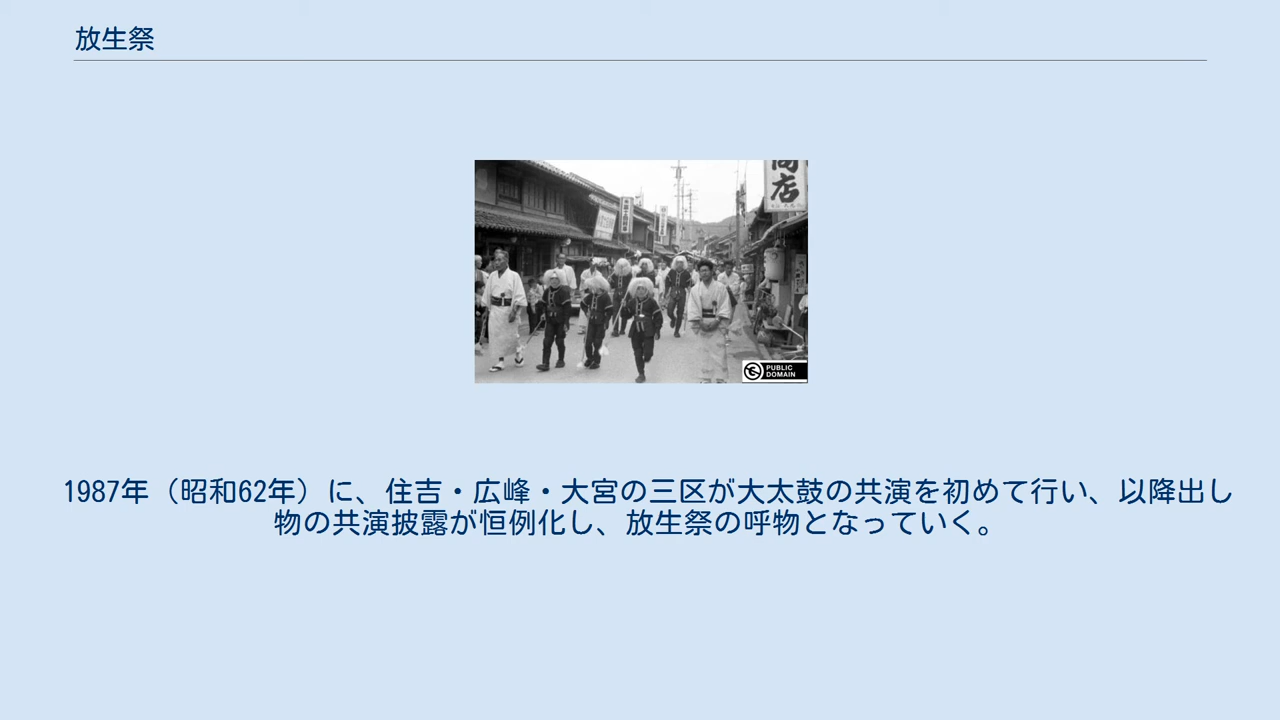 放生祭
商店
PUBLIC
DOMAIN
1987年（昭和62年）に、住吉・広峰・大宮の三区が大太鼓の共演を初めて行い、以降出し
物の共演披露が恒例化し、放生祭の呼物となっていく。